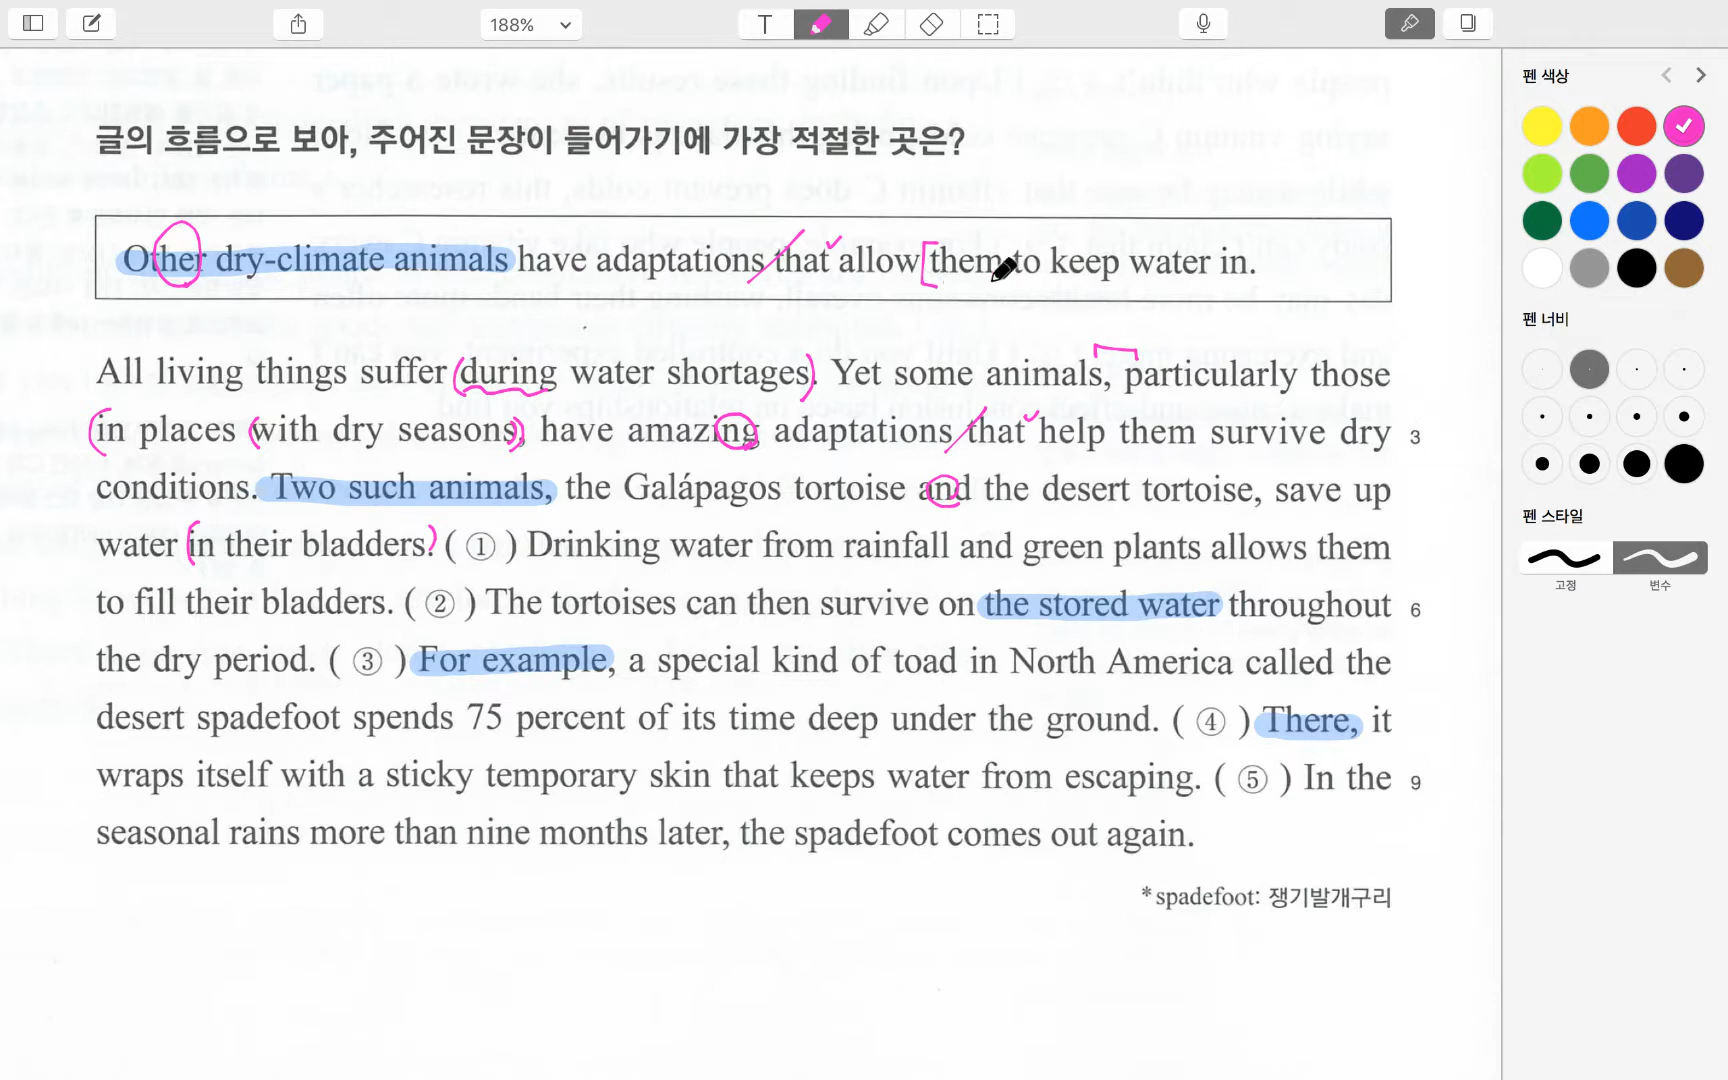 188%
T
펜 색상
글의 흐름으로 보아, 주어진 문장이 들어가기에 가장 적절한 곳은?
Other dry-climate animals have adaptations that allow them to keep water in.
All living things suffer during water shortages. Yet some animals, particularly those
in places with dry seasons, have amazing adaptations that help them survive dry 3
conditions. Two such animals, the Galápagos tortoise and the desert tortoise, save up
water in their bladders. ( ① ) Drinking water from rainfall and green plants allows them
to fill their bladders. ( ② ) The tortoises can then survive on the stored water throughout 6
the dry period. ( ③ ) For example, a special kind of toad in North America called the
desert spadefoot spends 75 percent of its time deep under the ground. ( ④ ) There, it
wraps itself with a sticky temporary skin that keeps water from escaping. ( ⑤ ) In the 9
seasonal rains more than nine months later, the spadefoot comes out again.
* spadefoot: 쟁기발개구리
펜 너비
펜 스타일
고정 변수